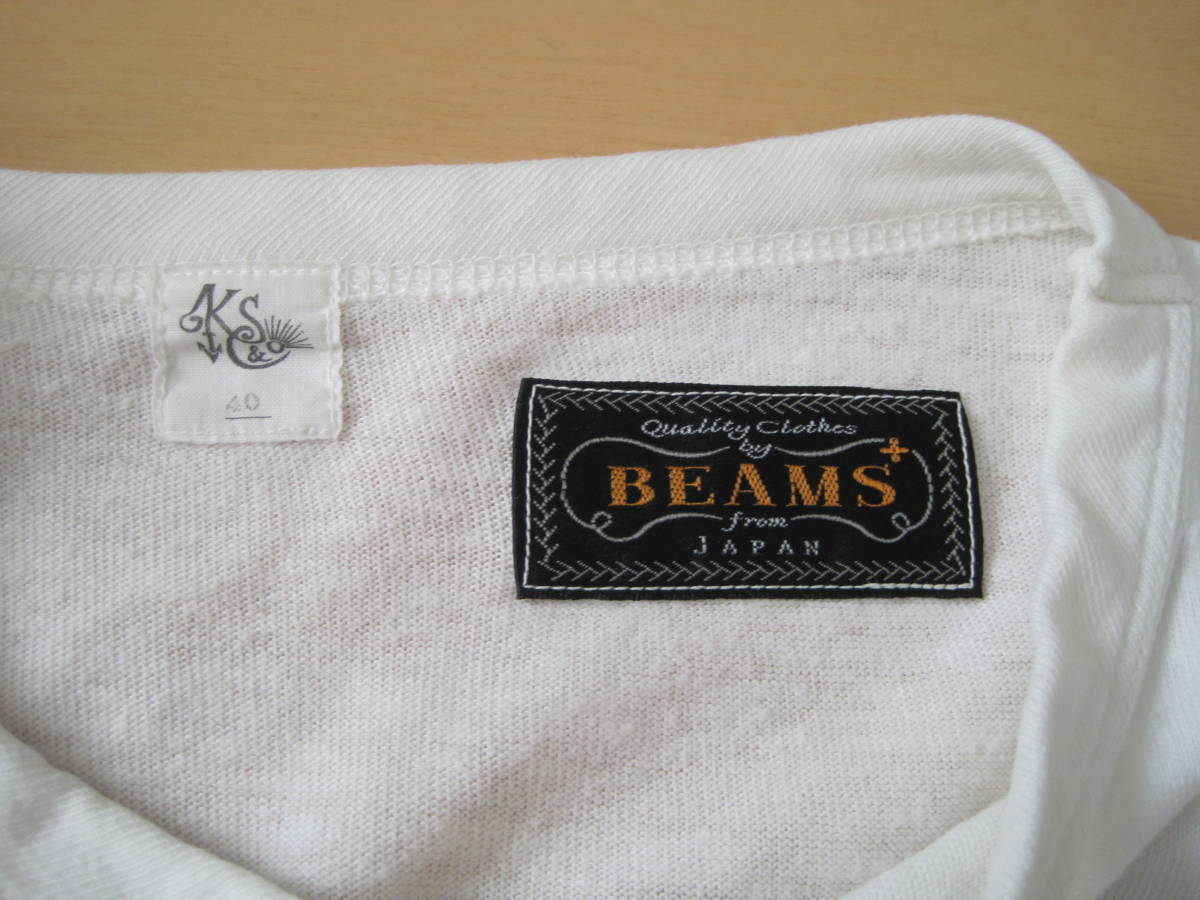 KS
&Co
40
Quality Clothes
by
BEAMS+
from
JAPAN